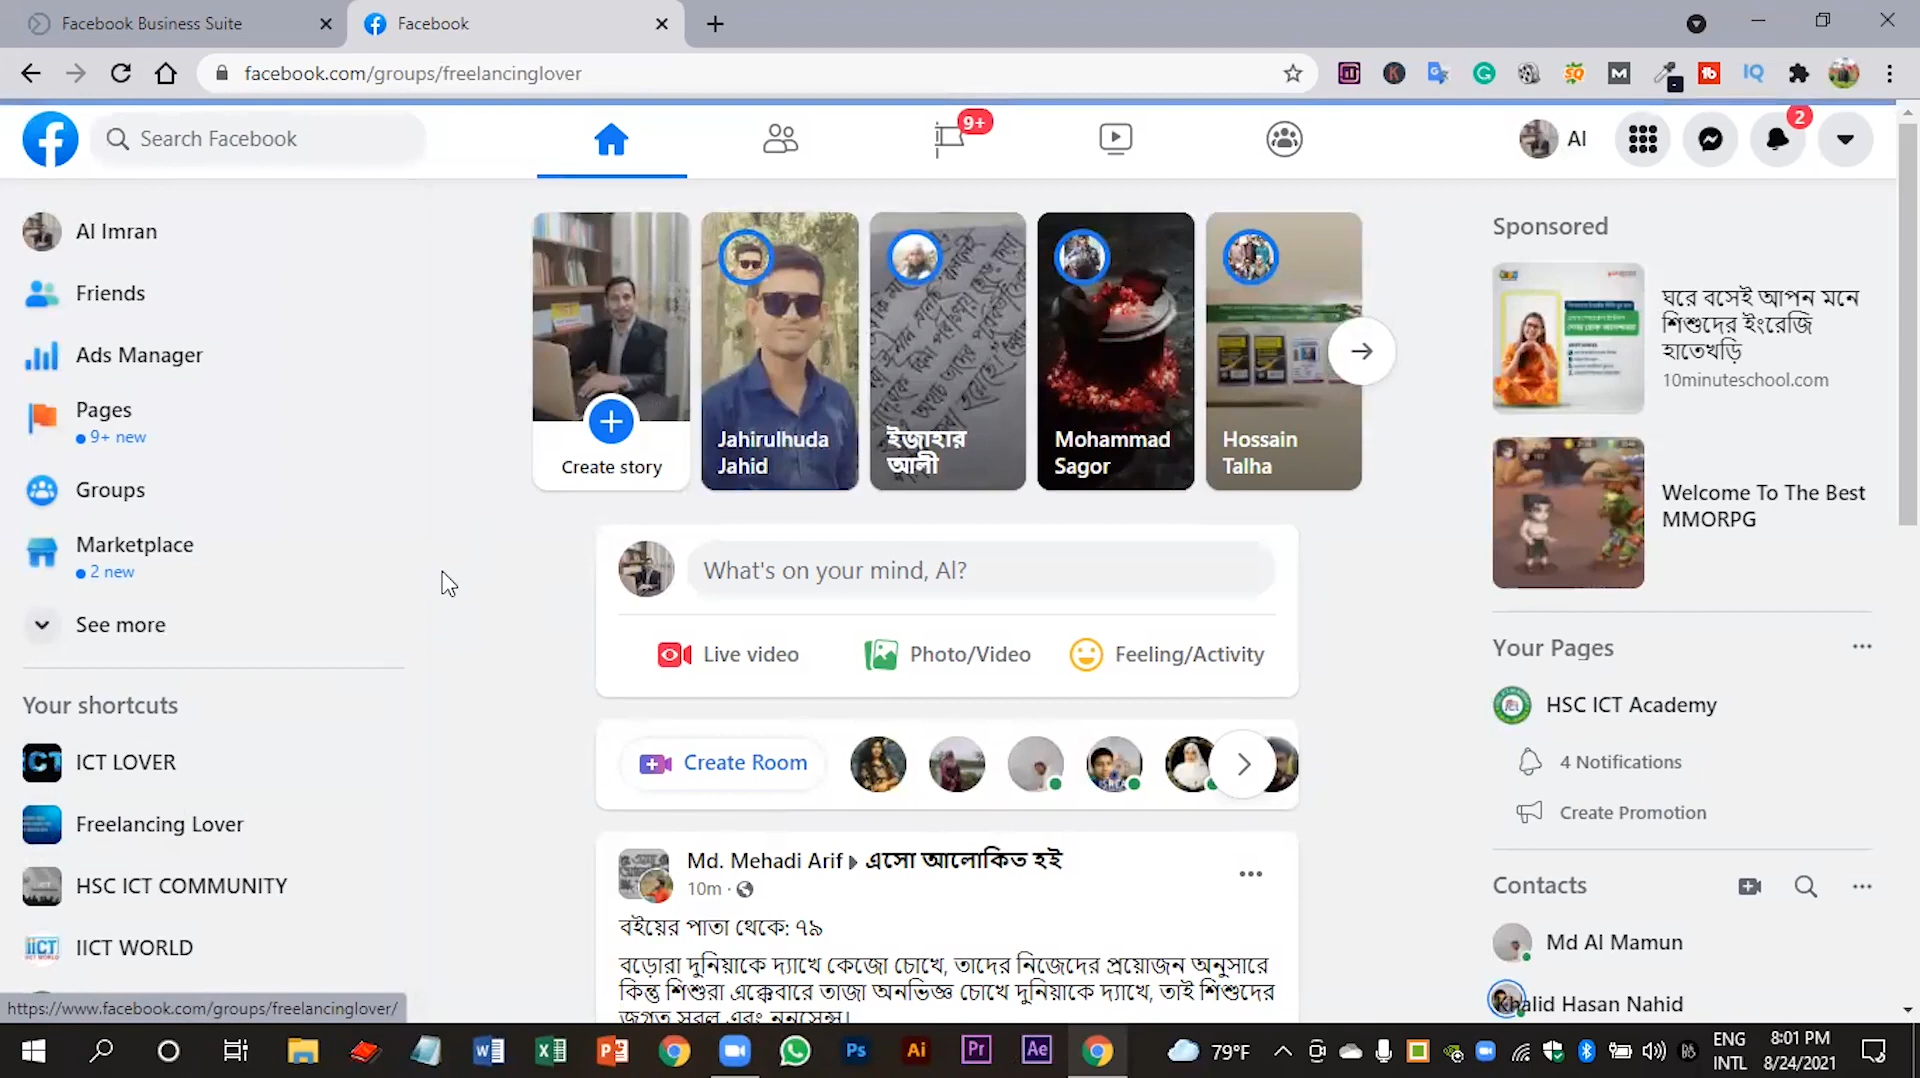 Facebook Business Suite
Facebook
facebook.com/groups/freelancinglover
Search Facebook
9+
Al
2
Al Imran
Friends
Ads Manager
Pages
9+ new
Groups
Marketplace
2 new
See more
Your shortcuts
ICT LOVER
Freelancing Lover
HSC ICT COMMUNITY
IICT WORLD
https://www.facebook.com/groups/freelancinglover/
Create story
Jahirulhuda
Jahid
ইজাহার
আলী
Mohammad
Sagor
Hossain
Talha
What's on your mind, Al?
Live video
Photo/Video
Feeling/Activity
Create Room
Md. Mehadi Arif ▸ এসো আলোকিত হই
10m ·
বইয়ের পাতা থেকে: ৭৯
বড়োরা দুনিয়াকে দ্যাখে কেজো চোখে, তাদের নিজেদের প্রয়োজন অনুসারে
কিন্তু শিশুরা এক্কেবারে তাজা অনভিজ্ঞ চোখে দুনিয়াকে দ্যাখে, তাই শিশুদের
জগত সরল এবং ননসেন্স।
Sponsored
ঘরে বসেই আপন মনে
শিশুদের ইংরেজি
হাতেখড়ি
10minuteschool.com
Welcome To The Best
MMORPG
Your Pages
HSC ICT Academy
4 Notifications
Create Promotion
Contacts
Md Al Mamun
Khalid Hasan Nahid
79°F
ENG
INTL
8:01 PM
8/24/2021